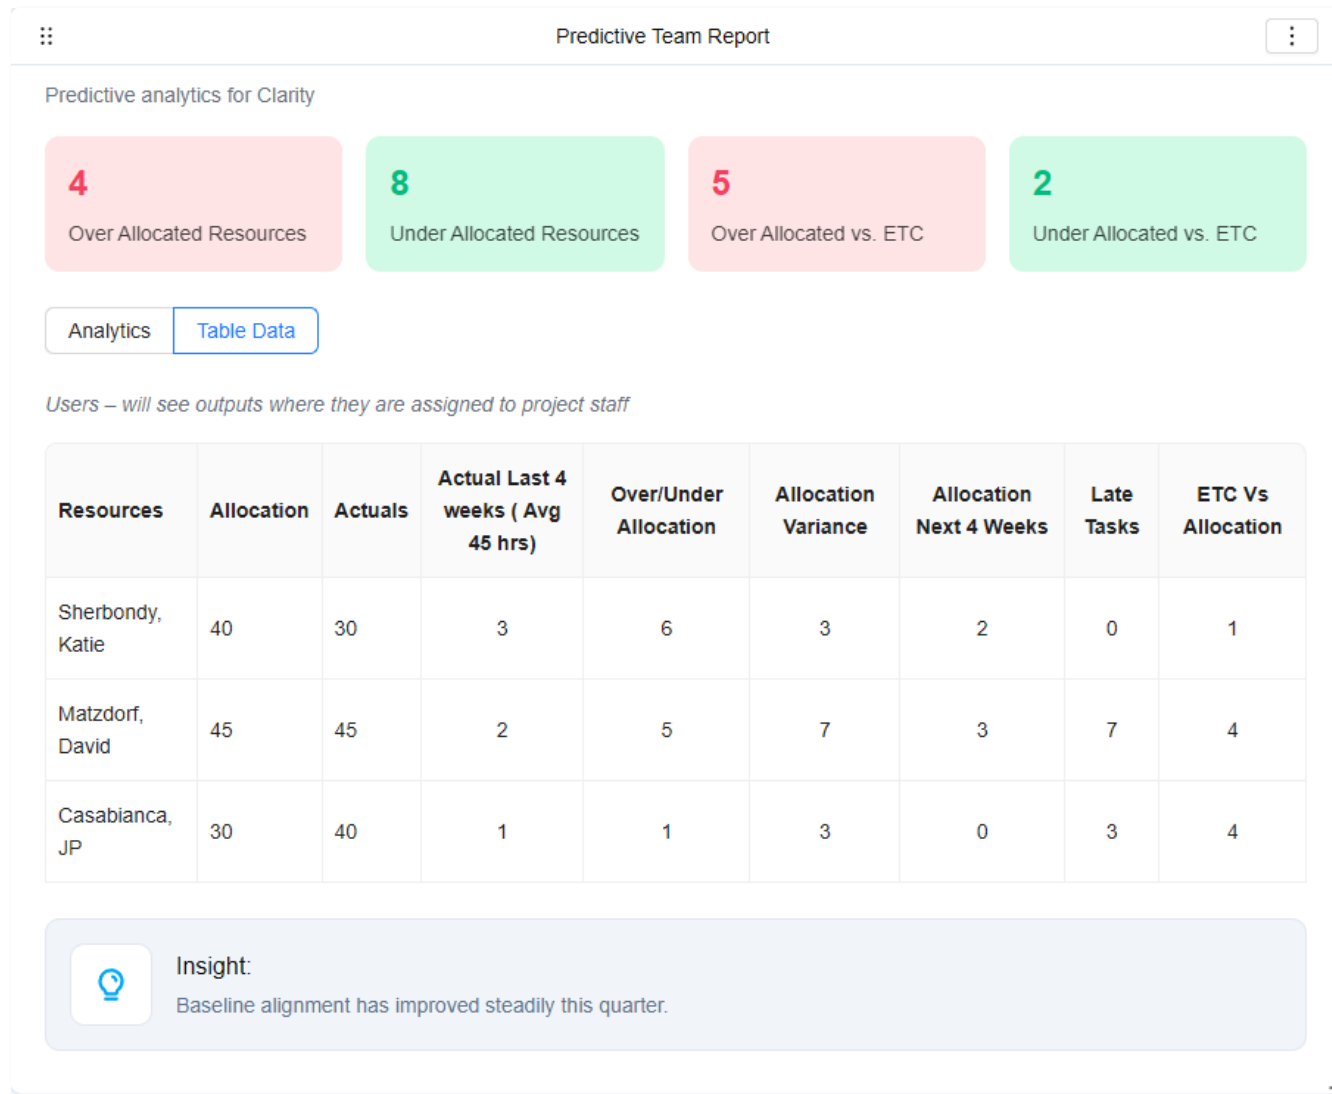 Predictive Team Report
Predictive analytics for Clarity
4
Over Allocated Resources
8
Under Allocated Resources
5
Over Allocated vs. ETC
2
Under Allocated vs. ETC
Analytics
Table Data
Users – will see outputs where they are assigned to project staff
Resources
Allocation
Actuals
Actual Last 4
weeks ( Avg
45 hrs)
Over/Under
Allocation
Allocation
Variance
Allocation
Next 4 Weeks
Late
Tasks
ETC Vs
Allocation
Sherbondy,
Katie
40
30
3
6
3
2
0
1
Matzdorf,
David
45
45
2
5
7
3
7
4
Casabianca,
JP
30
40
1
1
3
0
3
4
Insight:
Baseline alignment has improved steadily this quarter.